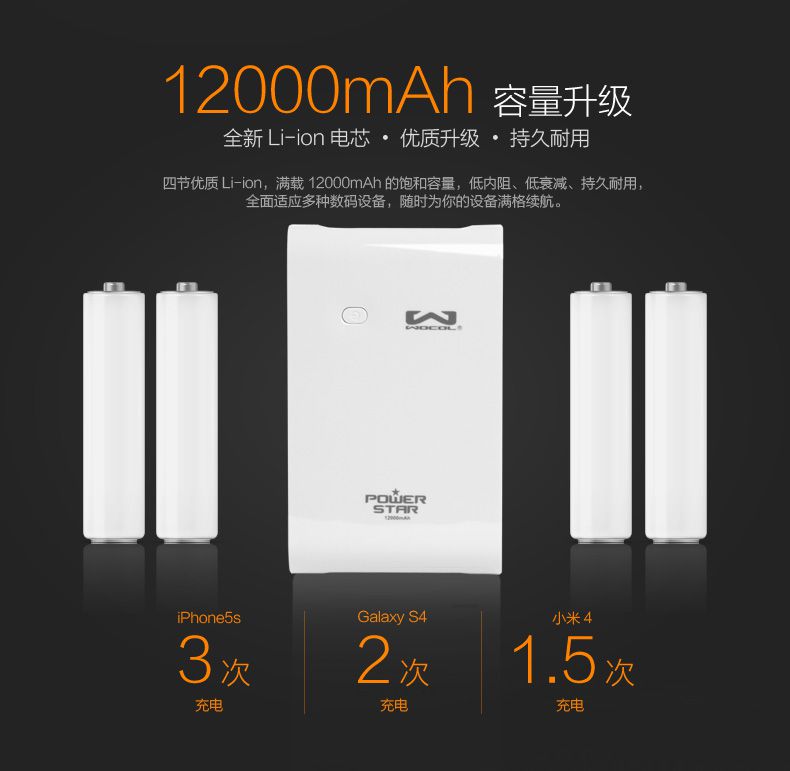 12000mAh 容量升级
全新 Li-ion 电芯 • 优质升级 • 持久耐用
四节优质 Li-ion，满载 12000mAh 的饱和容量，低内阻、低衰减、持久耐用，
全面适应多种数码设备，随时为你的设备满格续航。
WOCOL®
POWER
STAR
12000mAh
iPhone5s
3 次
充电
Galaxy S4
2 次
充电
小米 4
1.5 次
充电